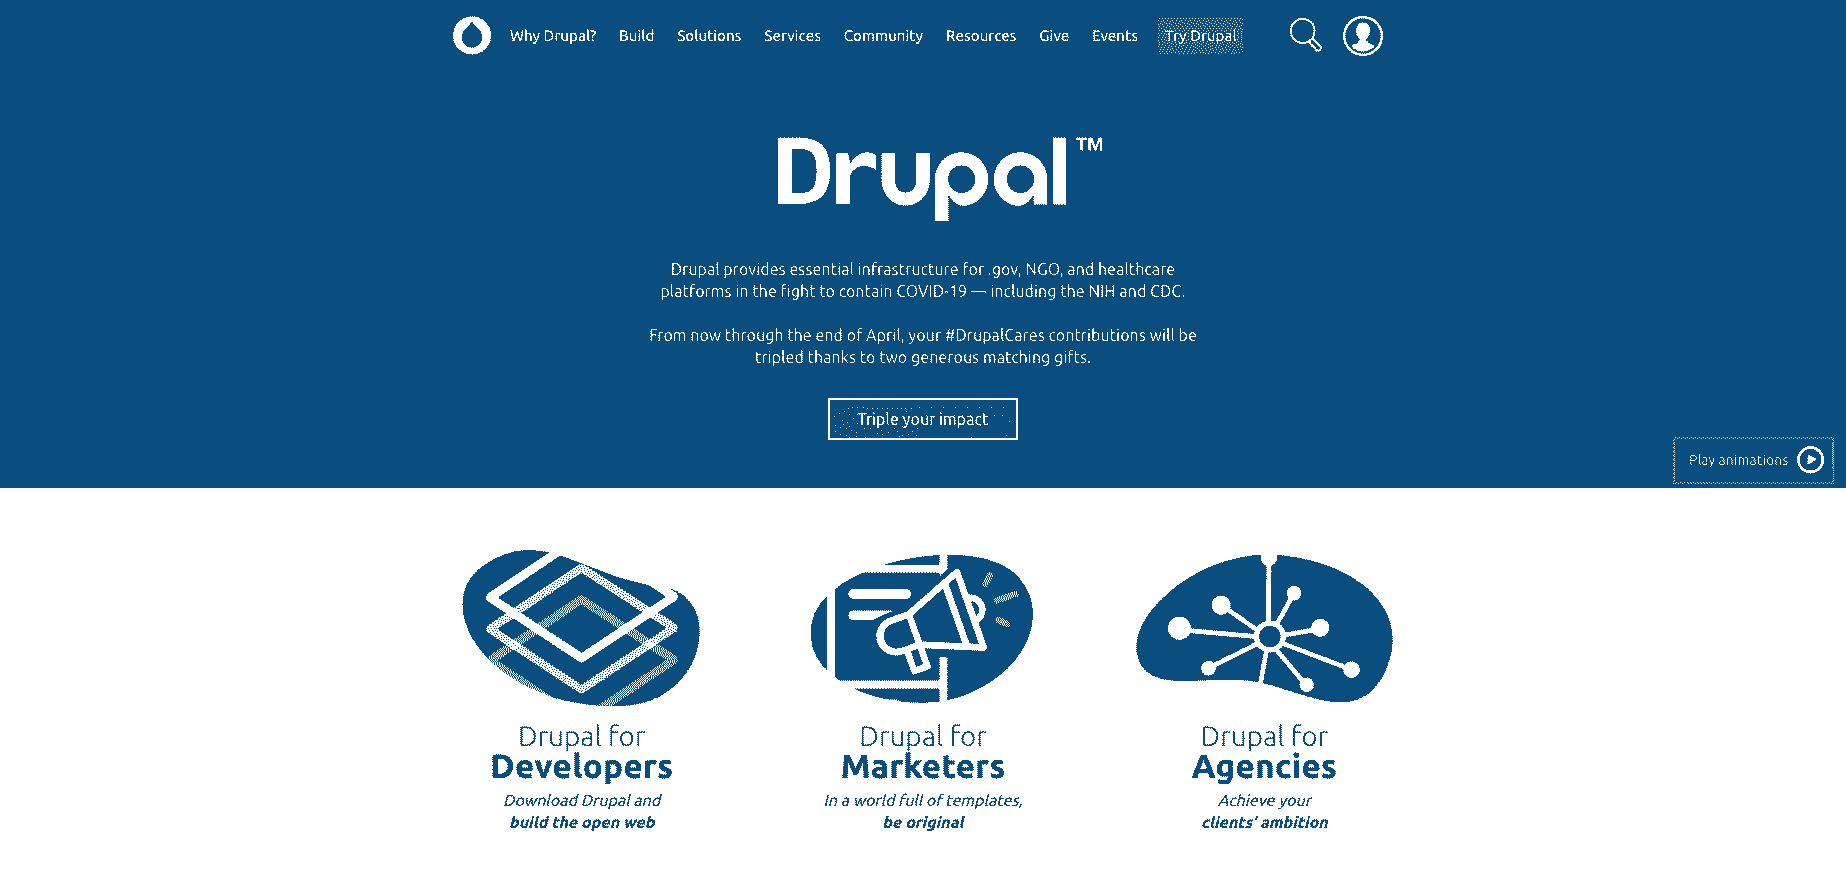 Why Drupal? Build Solutions Services Community Resources Give Events Try Drupal
Drupal™
Drupal provides essential infrastructure for .gov, NGO, and healthcare
platforms in the fight to contain COVID-19 — including the NIH and CDC.
From now through the end of April, your #DrupalCares contributions will be
tripled thanks to two generous matching gifts.
Triple your impact
Play animations
Drupal for
Developers
Download Drupal and
build the open web
Drupal for
Marketers
In a world full of templates,
be original
Drupal for
Agencies
Achieve your
clients' ambition